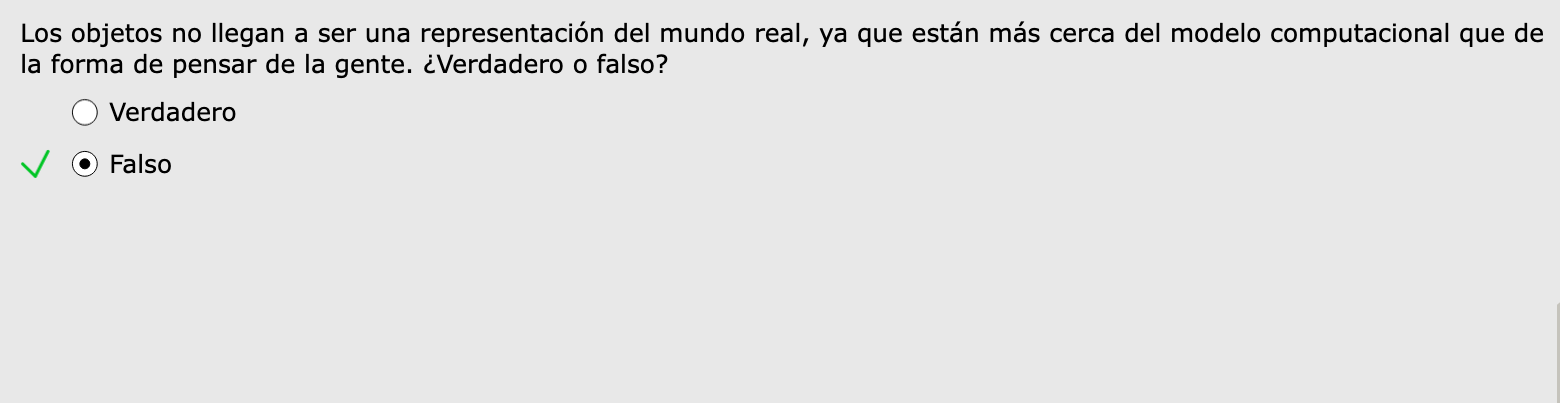 Los objetos no llegan a ser una representación del mundo real, ya que están más cerca del modelo computacional que de
la forma de pensar de la gente. ¿Verdadero o falso?
Verdadero
Falso